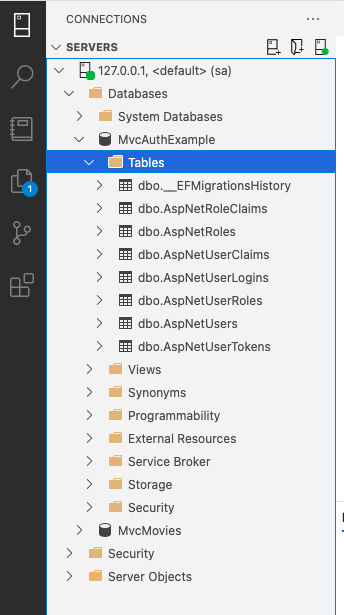 CONNECTIONS
SERVERS
127.0.0.1, <default> (sa)
Databases
System Databases
MvcAuthExample
Tables
dbo.__EFMigrationsHistory
dbo.AspNetRoleClaims
dbo.AspNetRoles
dbo.AspNetUserClaims
dbo.AspNetUserLogins
dbo.AspNetUserRoles
dbo.AspNetUsers
dbo.AspNetUserTokens
1
Views
Synonyms
Programmability
External Resources
Service Broker
Storage
Security
MvcMovies
Security
Server Objects